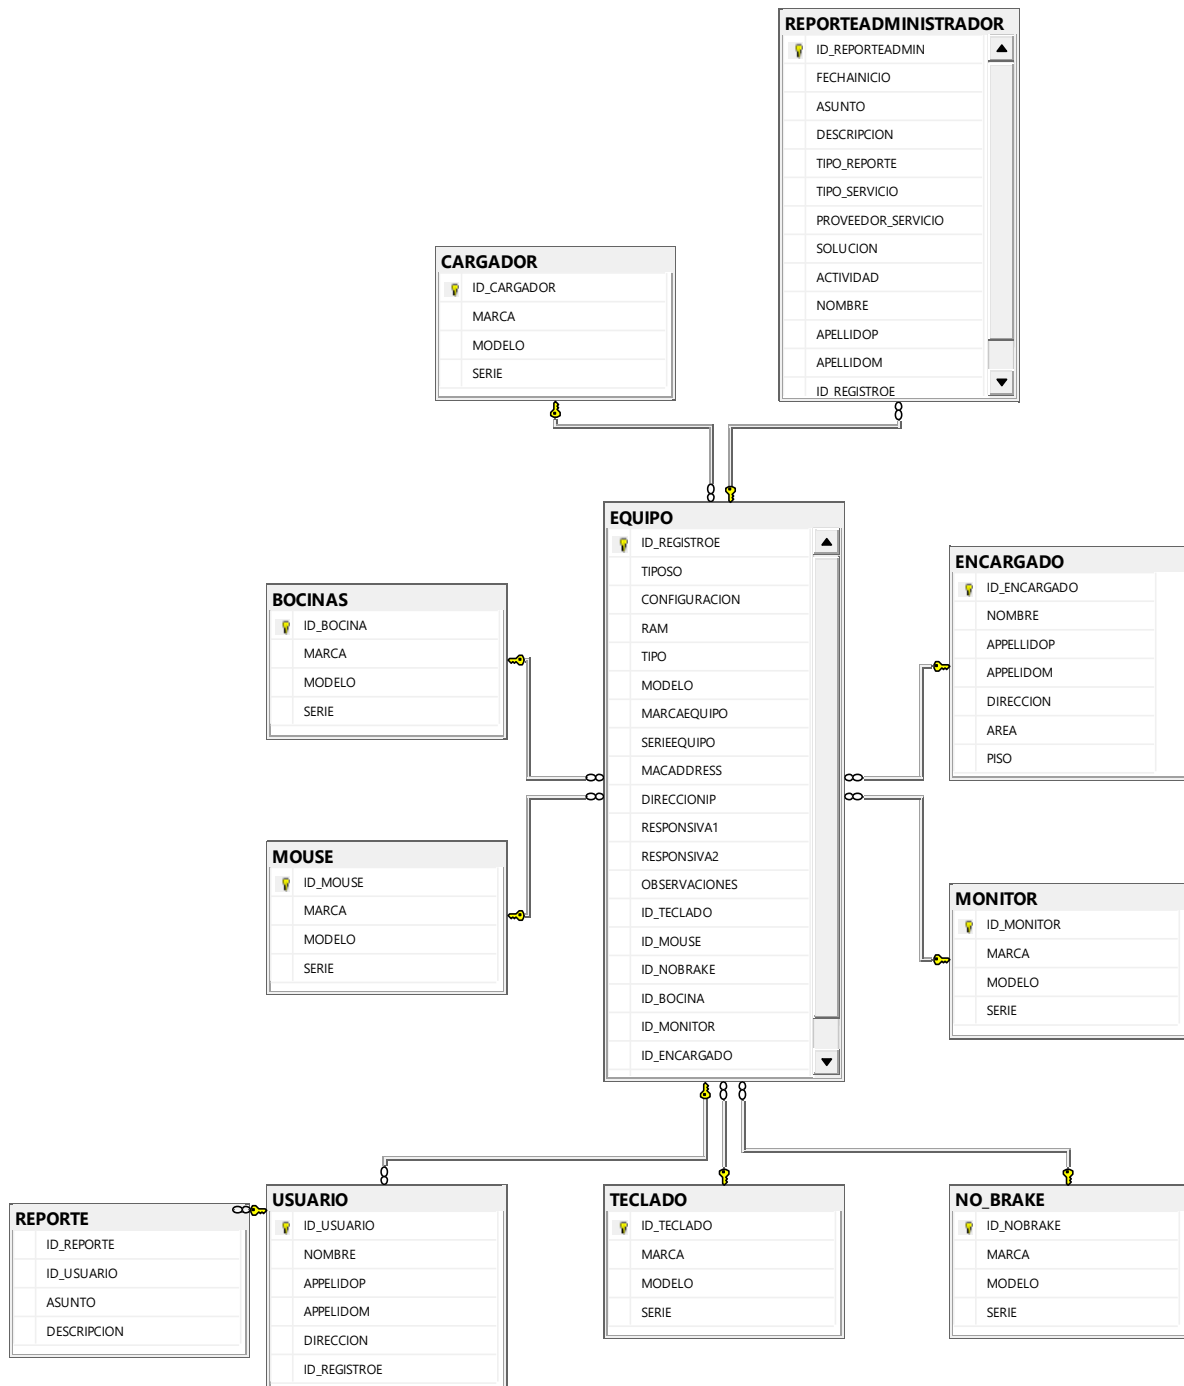 REPORTEADMINISTRADOR
ID_REPORTEADMIN
FECHAINICIO
ASUNTO
DESCRIPCION
TIPO_REPORTE
TIPO_SERVICIO
PROVEEDOR_SERVICIO
SOLUCION
ACTIVIDAD
NOMBRE
APELLIDOP
APELLIDOM
ID_REGISTROE
CARGADOR
ID_CARGADOR
MARCA
MODELO
SERIE
EQUIPO
ID_REGISTROE
TIPOSO
CONFIGURACION
RAM
TIPO
MODELO
MARCAEQUIPO
SERIEEQUIPO
MACADDRESS
DIRECCIONIP
RESPONSIVA1
RESPONSIVA2
OBSERVACIONES
ID_TECLADO
ID_MOUSE
ID_NOBRAKE
ID_BOCINA
ID_MONITOR
ID_ENCARGADO
ENCARGADO
ID_ENCARGADO
NOMBRE
APPELLIDOP
APPELIDOM
DIRECCION
AREA
PISO
BOCINAS
ID_BOCINA
MARCA
MODELO
SERIE
MOUSE
ID_MOUSE
MARCA
MODELO
SERIE
MONITOR
ID_MONITOR
MARCA
MODELO
SERIE
REPORTE
ID_REPORTE
ID_USUARIO
ASUNTO
DESCRIPCION
USUARIO
ID_USUARIO
NOMBRE
APPELIDOP
APPELIDOM
DIRECCION
ID_REGISTROE
TECLADO
ID_TECLADO
MARCA
MODELO
SERIE
NO_BRAKE
ID_NOBRAKE
MARCA
MODELO
SERIE